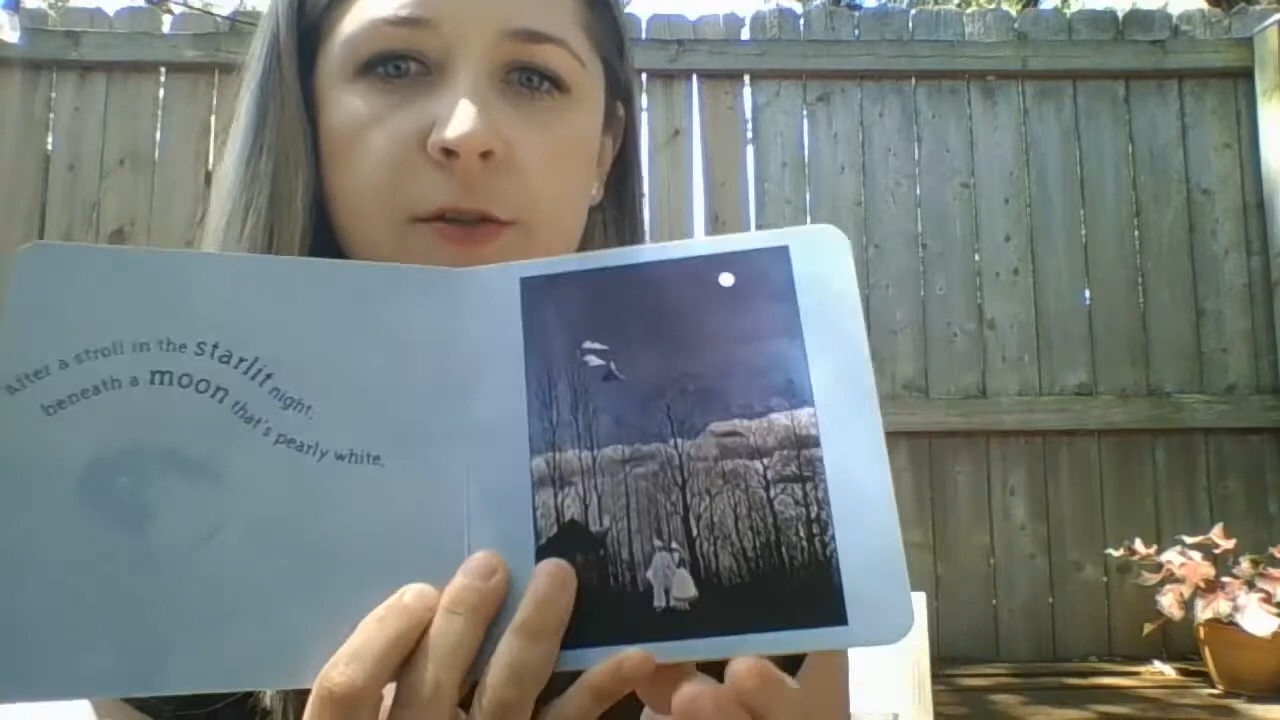 After a stroll in the starlit night,
beneath a moon that's pearly white,